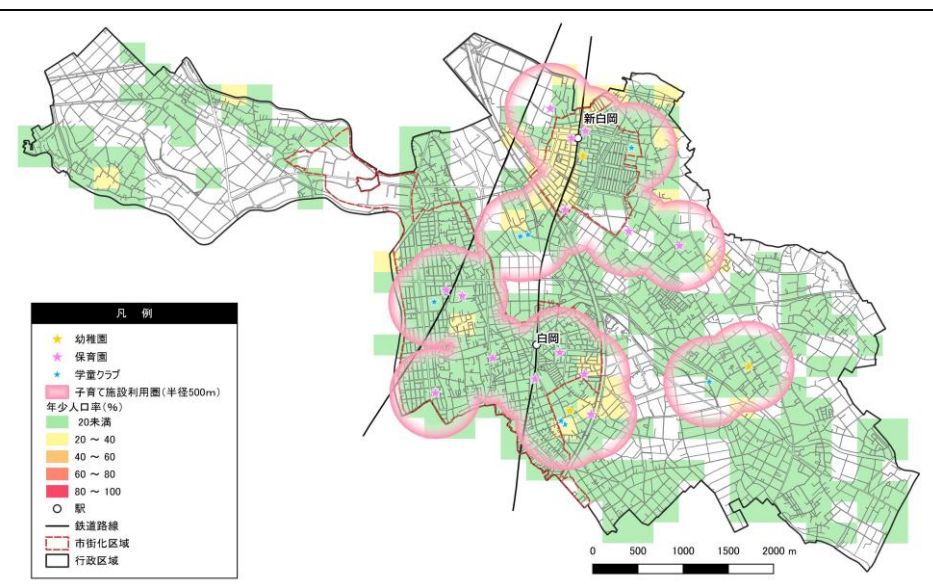 新白岡
白岡
凡 例
幼稚園
保育園
学童クラブ
子育て施設利用圏(半径500m)
年少人口率(%)
20未満
20 ~ 40
40 ~ 60
60 ~ 80
80 ~ 100
駅
鉄道路線
市街化区域
行政区域
0 500 1000 1500 2000 m